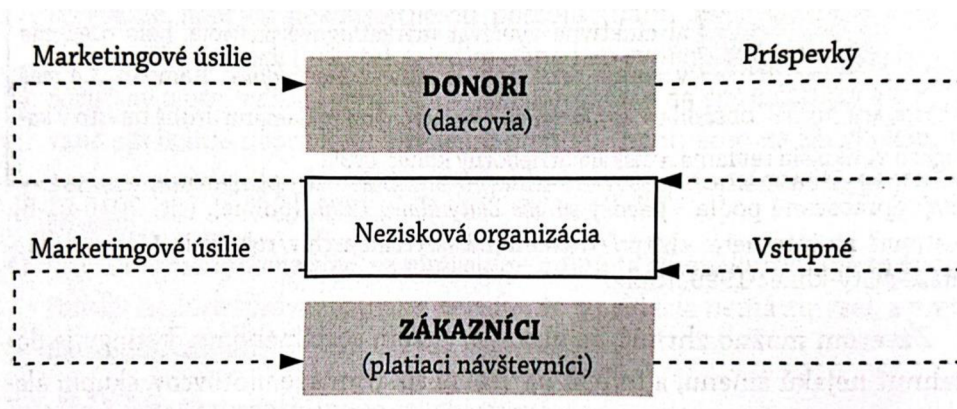 Marketingové úsilie
DONORI
(darcovia)
Príspevky
Nezisková organizácia
Marketingové úsilie
Vstupné
ZÁKAZNÍCI
(platiaci návštevníci)